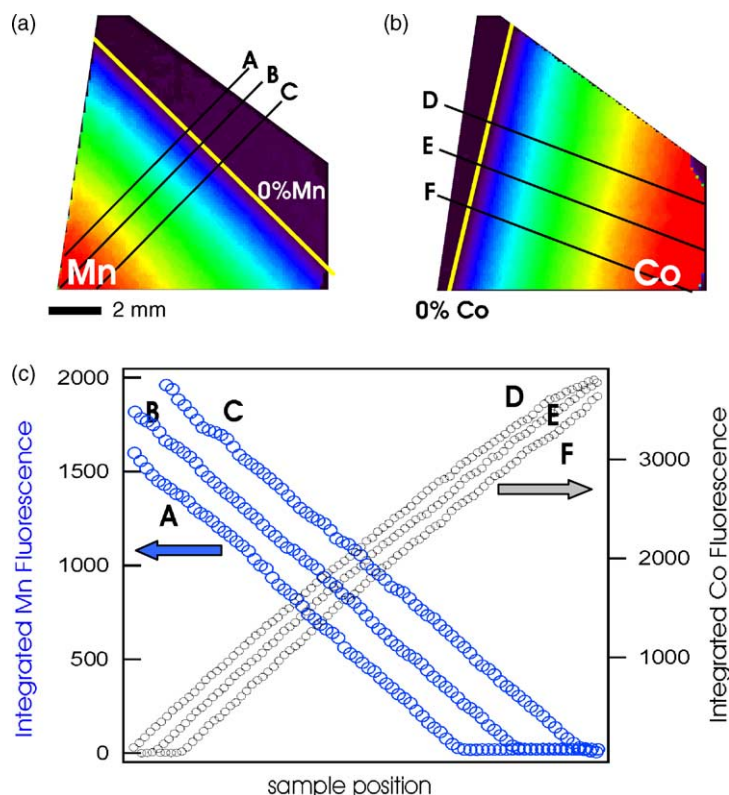 (a)
A
B
C
0%Mn
Mn
2 mm
(b)
D
E
F
Co
0% Co
(c)
2000
1500
1000
500
0
Integrated Mn Fluorescence
B
C
A
D
E
F
3000
2000
1000
Integrated Co Fluorescence
sample position